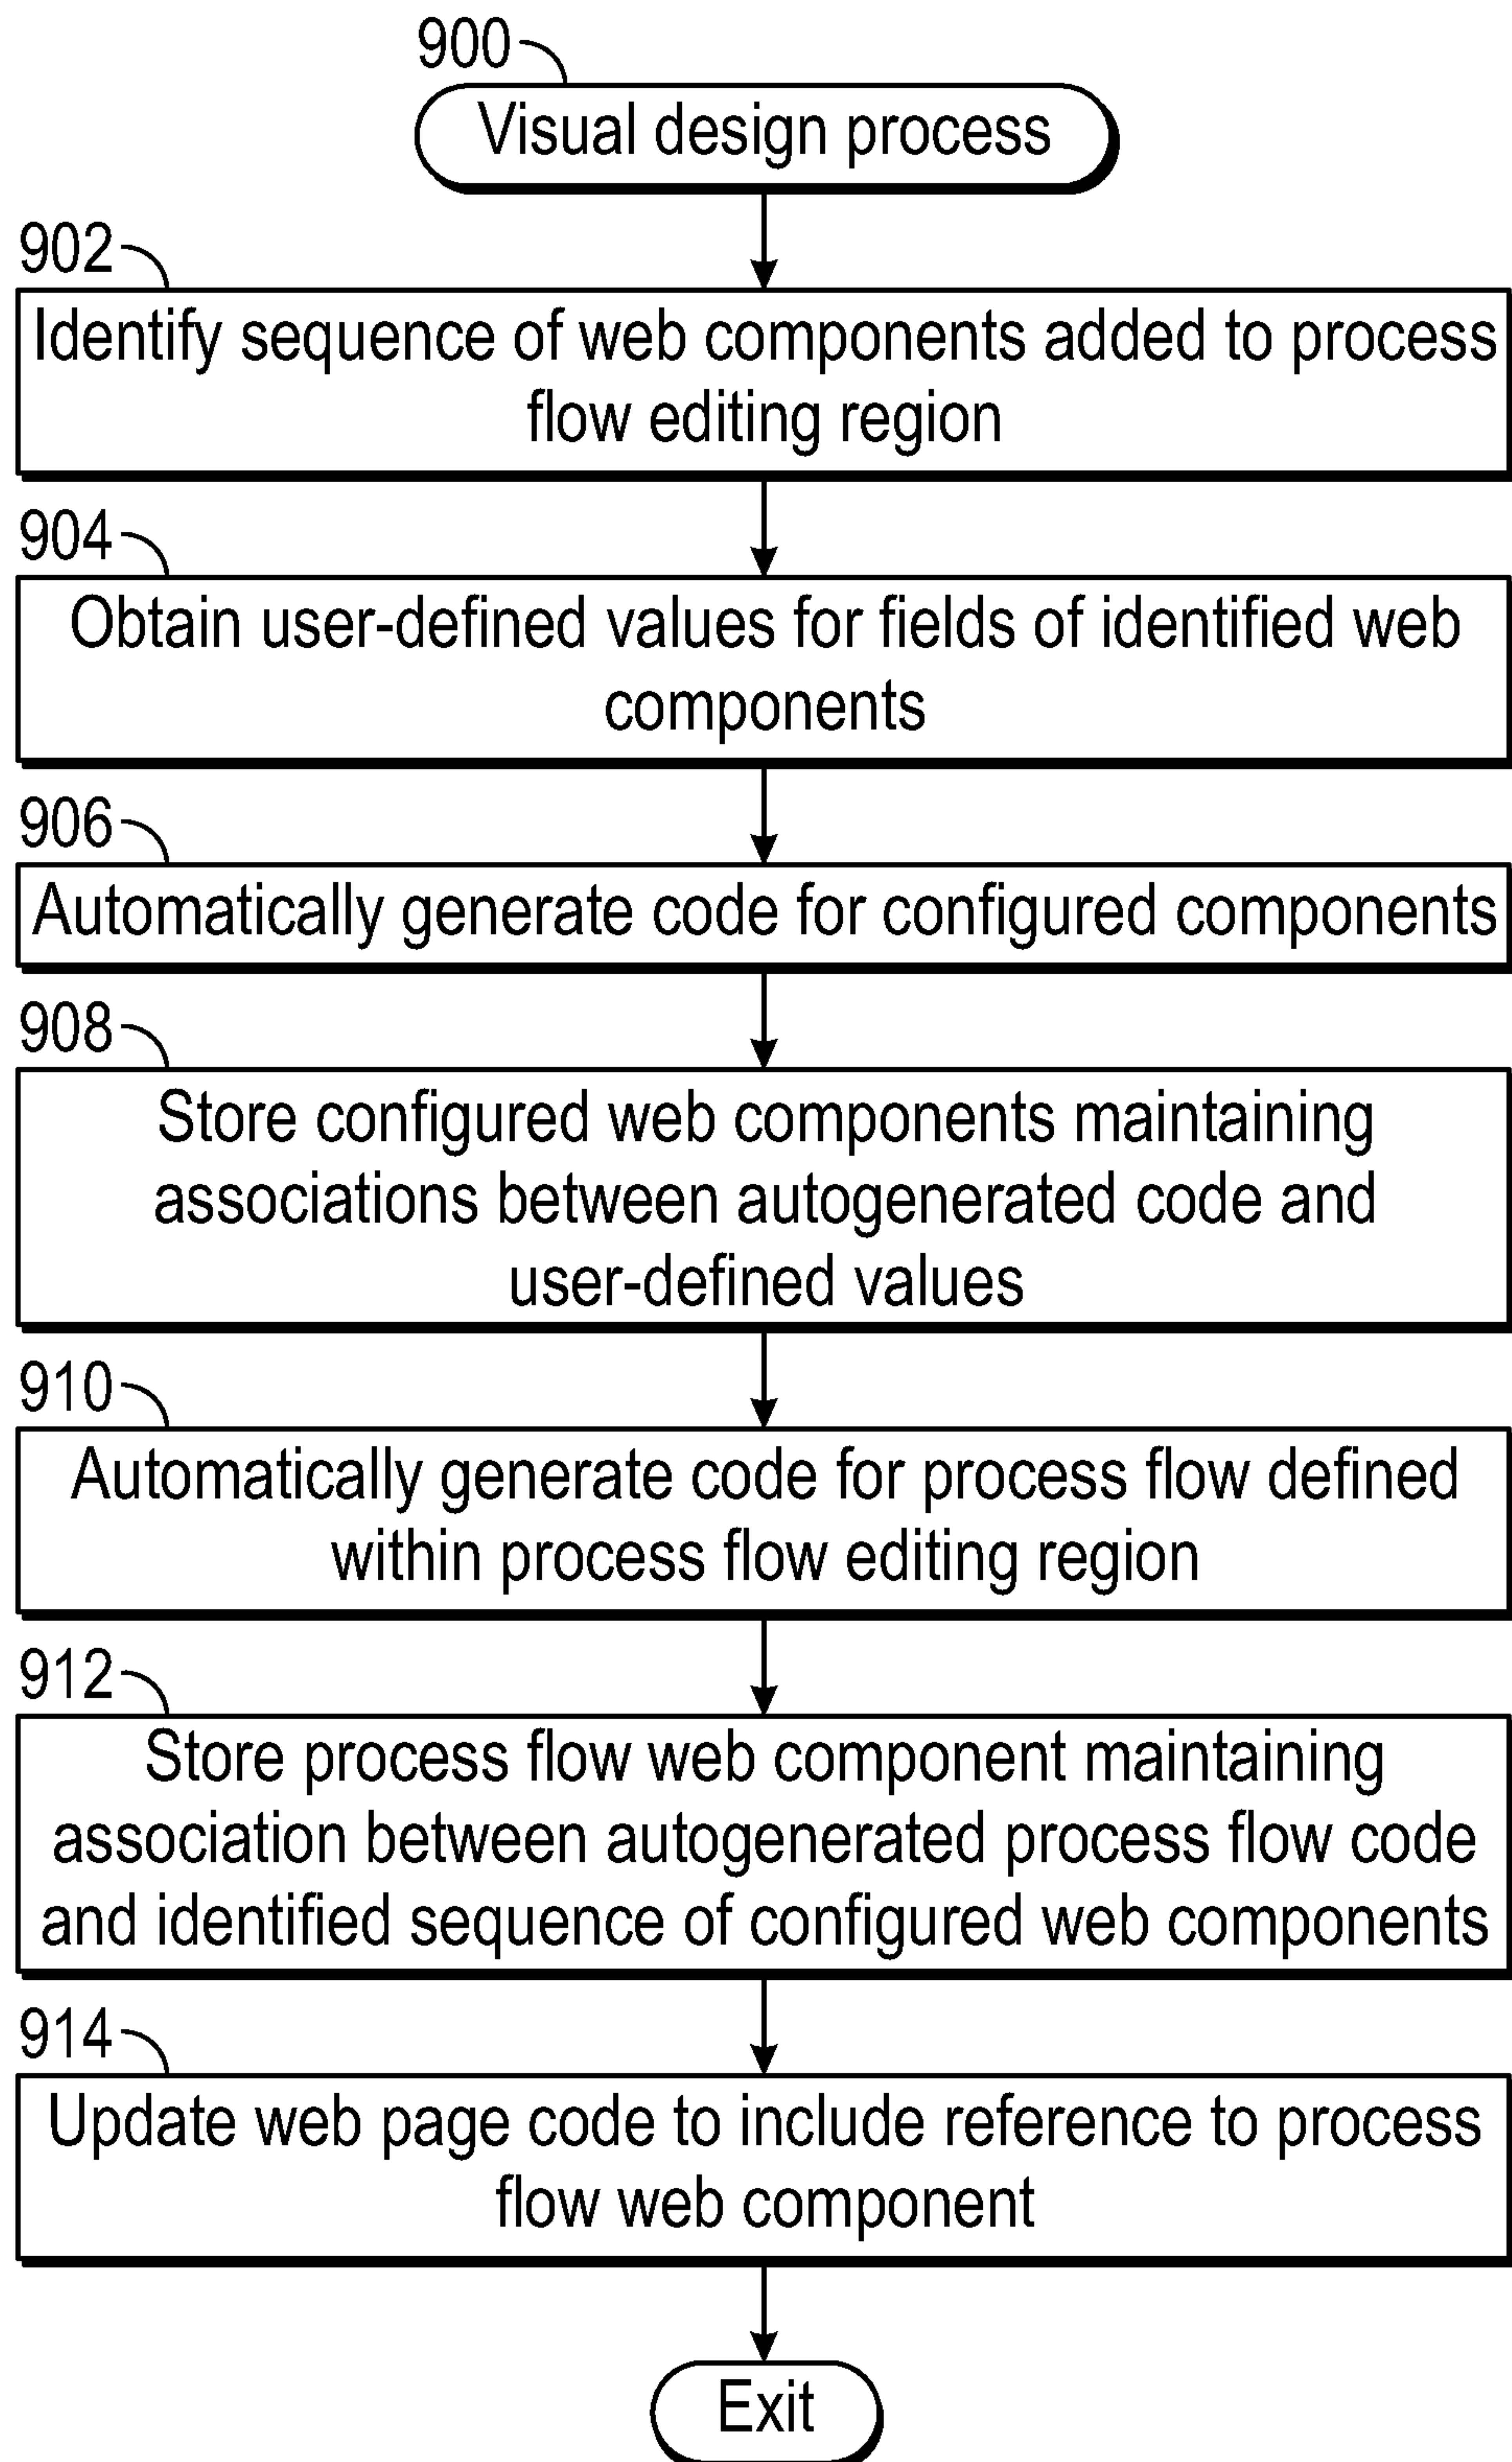 900
Visual design process
902
Identify sequence of web components added to process
flow editing region
904
Obtain user-defined values for fields of identified web
components
906
Automatically generate code for configured components
908
Store configured web components maintaining
associations between autogenerated code and
user-defined values
910
Automatically generate code for process flow defined
within process flow editing region
912
Store process flow web component maintaining
association between autogenerated process flow code
and identified sequence of configured web components
914
Update web page code to include reference to process
flow web component
Exit